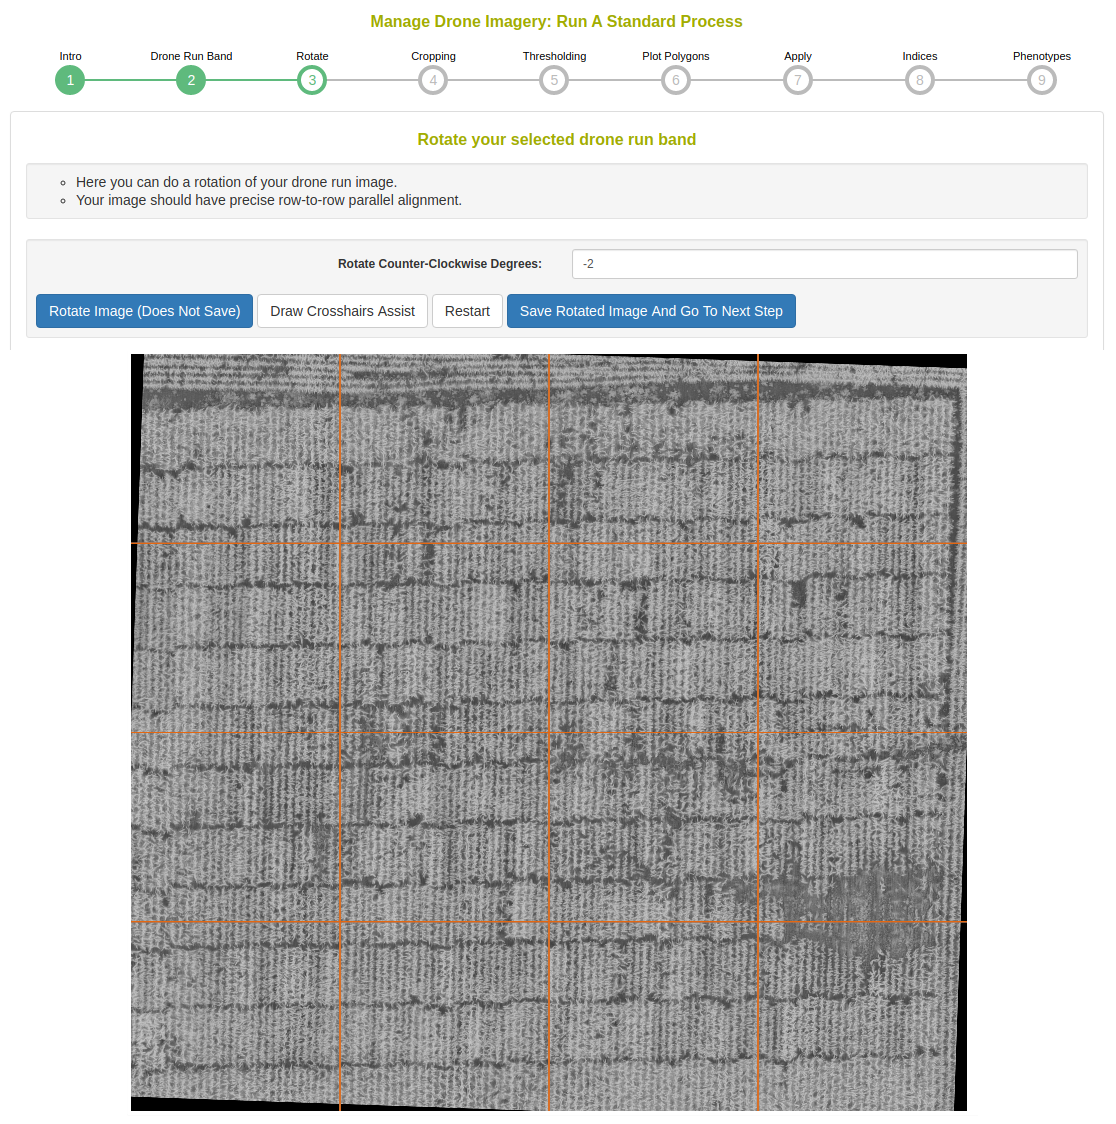 Manage Drone Imagery: Run A Standard Process
Intro Drone Run Band Rotate Cropping Thresholding Plot Polygons Apply Indices Phenotypes
1 2 3 4 5 6 7 8 9
Rotate your selected drone run band
Here you can do a rotation of your drone run image.
Your image should have precise row-to-row parallel alignment.
Rotate Counter-Clockwise Degrees: -2
Rotate Image (Does Not Save) Draw Crosshairs Assist Restart Save Rotated Image And Go To Next Step